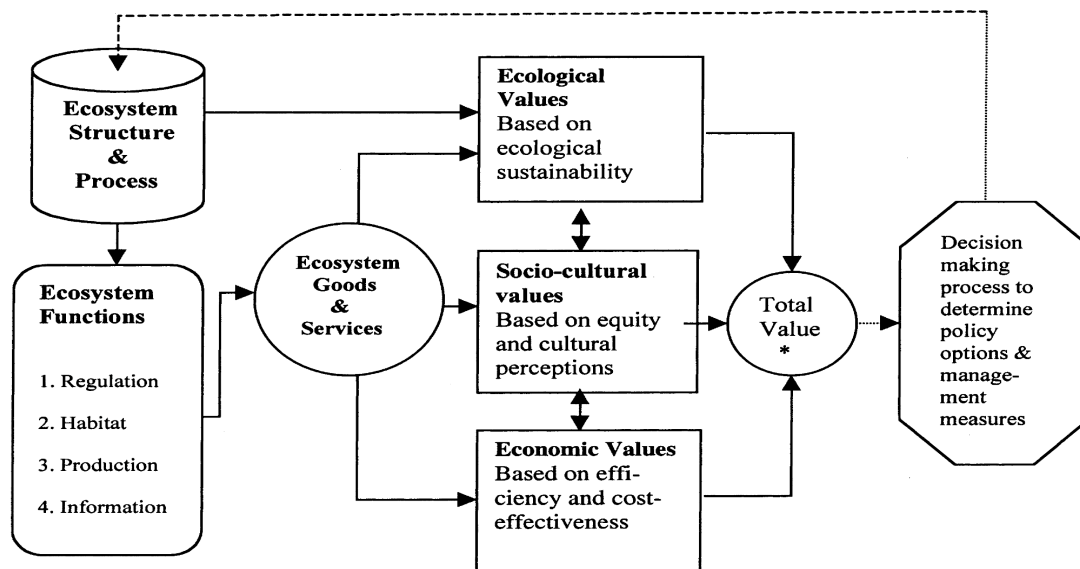 Ecosystem
Structure
&
Process
Ecosystem
Functions
1. Regulation
2. Habitat
3. Production
4. Information
Ecosystem
Goods
&
Services
Ecological
Values
Based on
ecological
sustainability
Socio-cultural
values
Based on equity
and cultural
perceptions
Economic Values
Based on effi-
ciency and cost-
effectiveness
Total
Value
*
Decision
making
process to
determine
policy
options &
manage-
ment
measures